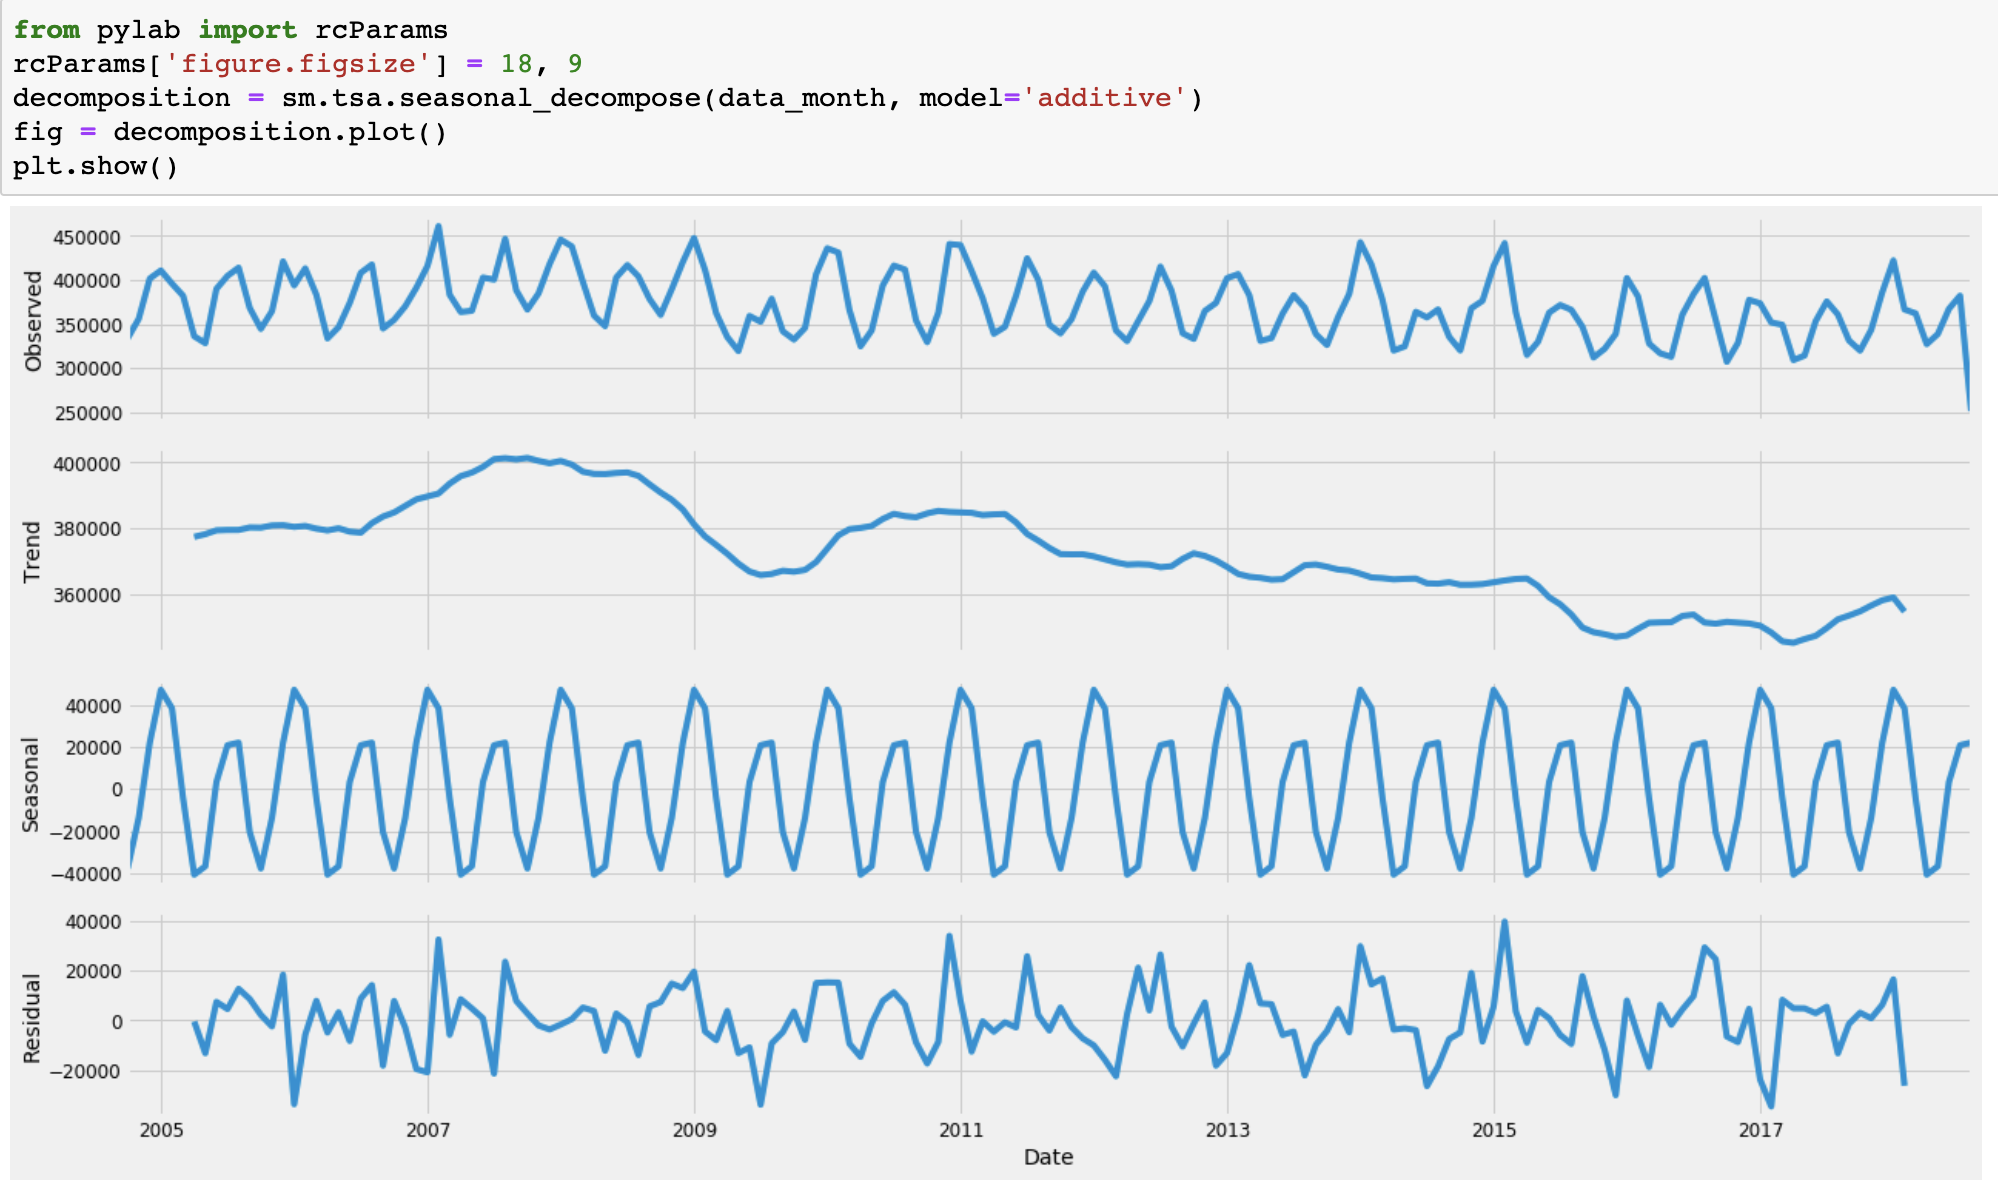 from pylab import rcParams
rcParams['figure.figsize'] = 18, 9
decomposition = sm.tsa.seasonal_decompose(data_month, model='additive')
fig = decomposition.plot()
plt.show()
450000
400000
350000
300000
250000
Observed
400000
380000
360000
Trend
40000
20000
0
−20000
−40000
Seasonal
40000
20000
0
−20000
Residual
2005 2007 2009 2011 2013 2015 2017
Date